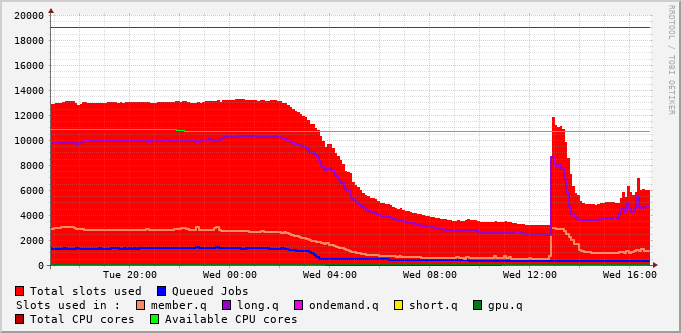 20000
18000
16000
14000
12000
10000
8000
6000
4000
2000
0
Tue 20:00 Wed 00:00 Wed 04:00 Wed 08:00 Wed 12:00 Wed 16:00
Total slots used Queued Jobs
Slots used in : member.q long.q ondemand.q short.q gpu.q
Total CPU cores Available CPU cores
RRDTOOL / TOBI OETIKER